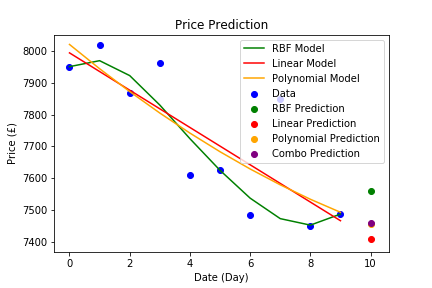 Price Prediction
8000
7900
7800
7700
7600
7500
7400
Price (£)
RBF Model
Linear Model
Polynomial Model
Data
RBF Prediction
Linear Prediction
Polynomial Prediction
Combo Prediction
0
2
4
6
8
10
Date (Day)